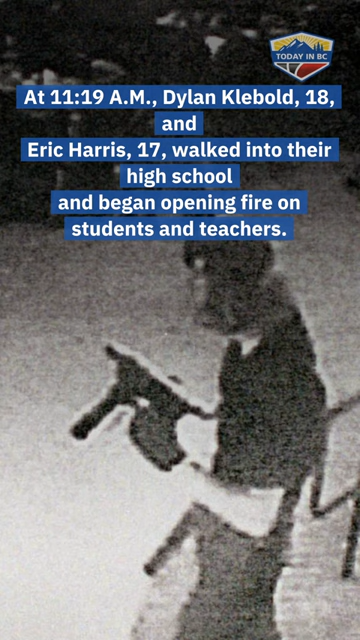 TODAY IN BC
At 11:19 A.M., Dylan Klebold, 18,
and
Eric Harris, 17, walked into their
high school
and began opening fire on
students and teachers.